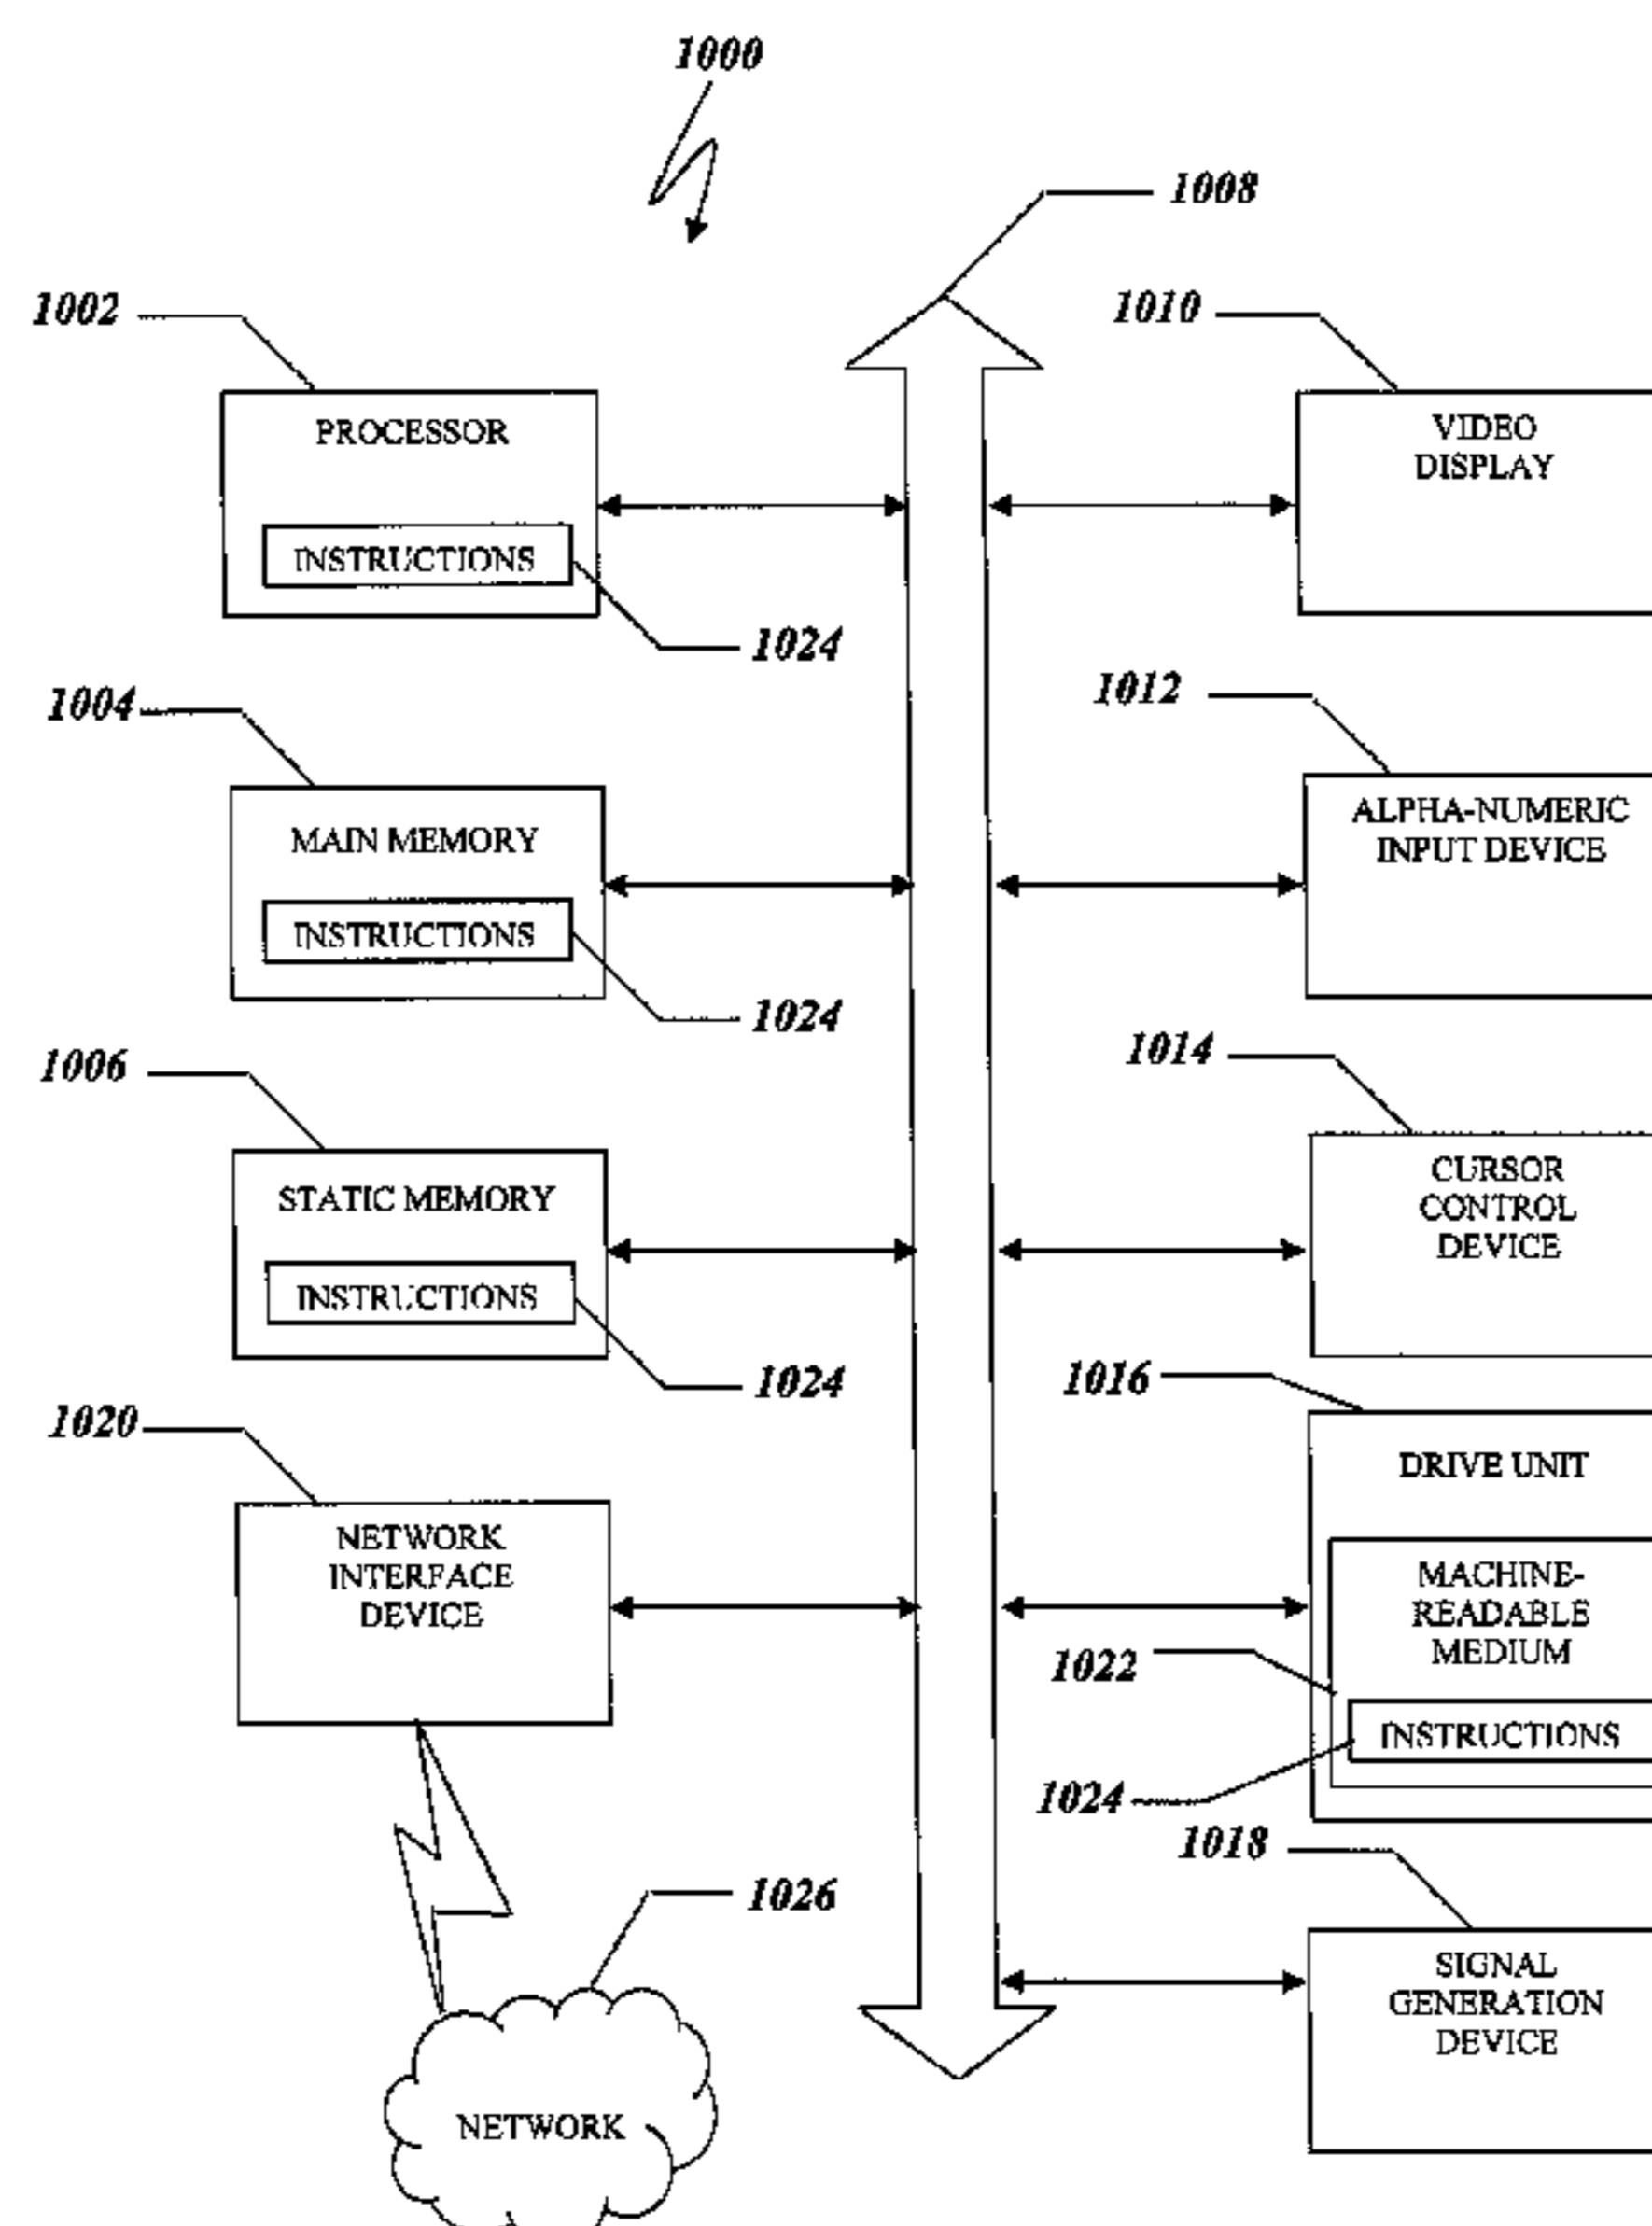 1000
1008
1002
PROCESSOR
INSTRUCTIONS
1024
1004
MAIN MEMORY
INSTRUCTIONS
1024
1006
STATIC MEMORY
INSTRUCTIONS
1024
1020
NETWORK
INTERFACE
DEVICE
1026
NETWORK
1010
VIDEO
DISPLAY
1012
ALPHA-NUMERIC
INPUT DEVICE
1014
CURSOR
CONTROL
DEVICE
1016
DRIVE UNIT
MACHINE-
READABLE
MEDIUM
1022
INSTRUCTIONS
1024
1018
SIGNAL
GENERATION
DEVICE